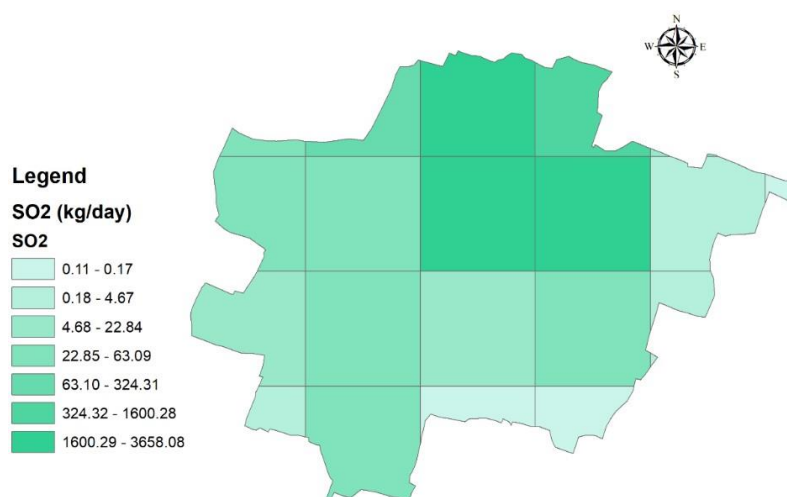 N
W E
S
Legend
SO2 (kg/day)
SO2
0.11 - 0.17
0.18 - 4.67
4.68 - 22.84
22.85 - 63.09
63.10 - 324.31
324.32 - 1600.28
1600.29 - 3658.08